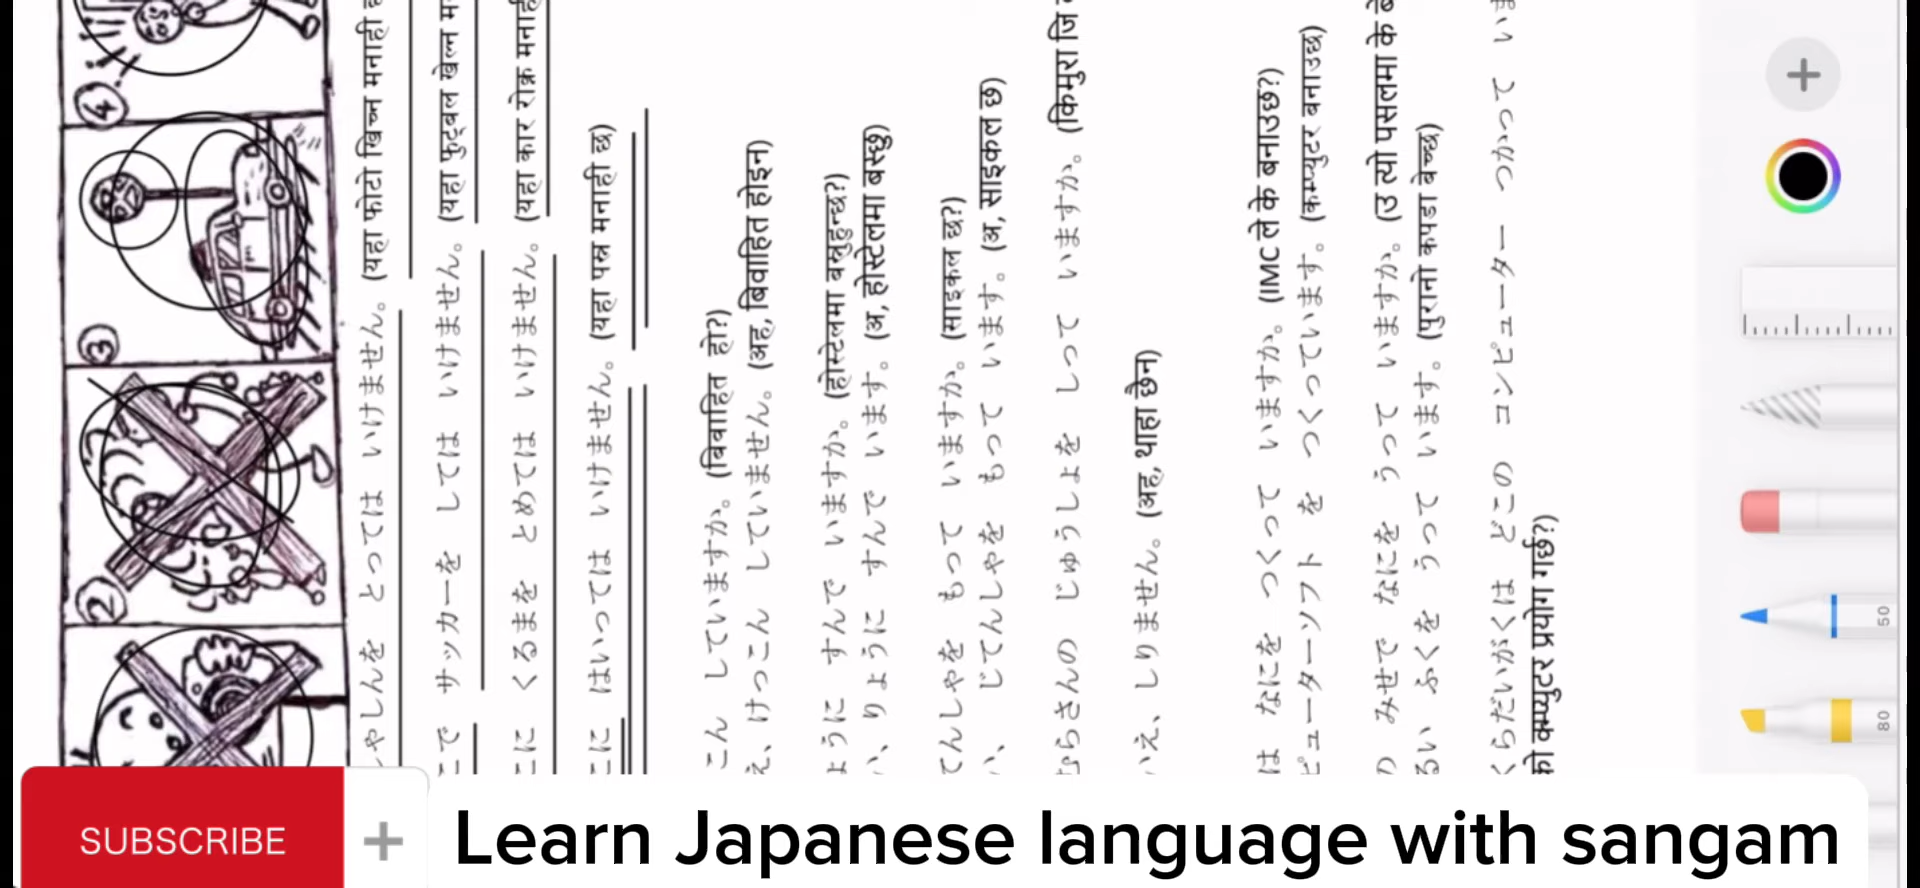 ④
③
②
ゃしんを とっては いけません。 (यहा फोटो खिच्न मनाही
で サッカーを しては いけません。 (यहा फुटबल खेल्न
こに くるまを とめては いけません。 (यहा कार रोक्न मनाही
こに はいっては いけません。 (यहा पस्न मनाही छ)
こん していますか。 (बिवाहित हो?)
え、けっこん していません。 (अह, बिवाहित होइन)
ように すんで いますか。 (होस्टेलमा बस्नुहुन्छ?)
い、りょうに すんで います。 (अ, होस्टेलमा बस्छु)
てんしゃを もって いますか。 (साइकल छ?)
い、 じてんしゃを もって います。 (अ, साइकल छ)
むらさんの じゅうしょを しって いますか。 (किमुरा जि
いえ、しりません。 (अह, थाहा छैन)
は なにを つくって いますか。 (IMC ले के बनाउछ?)
ピューターソフト を つくっています。 (कम्प्युटर बनाउछ)
の みせで なにを うって いますか。 (उ त्यो पसलमा के
るい ふくを うって います。 (पुरानो कपडा बेच्छ)
くらだいがくは どこの コンピューター つかって いま
को कम्प्युटर प्रयोग गर्छ?)
50
80
SUBSCRIBE
Learn Japanese language with sangam